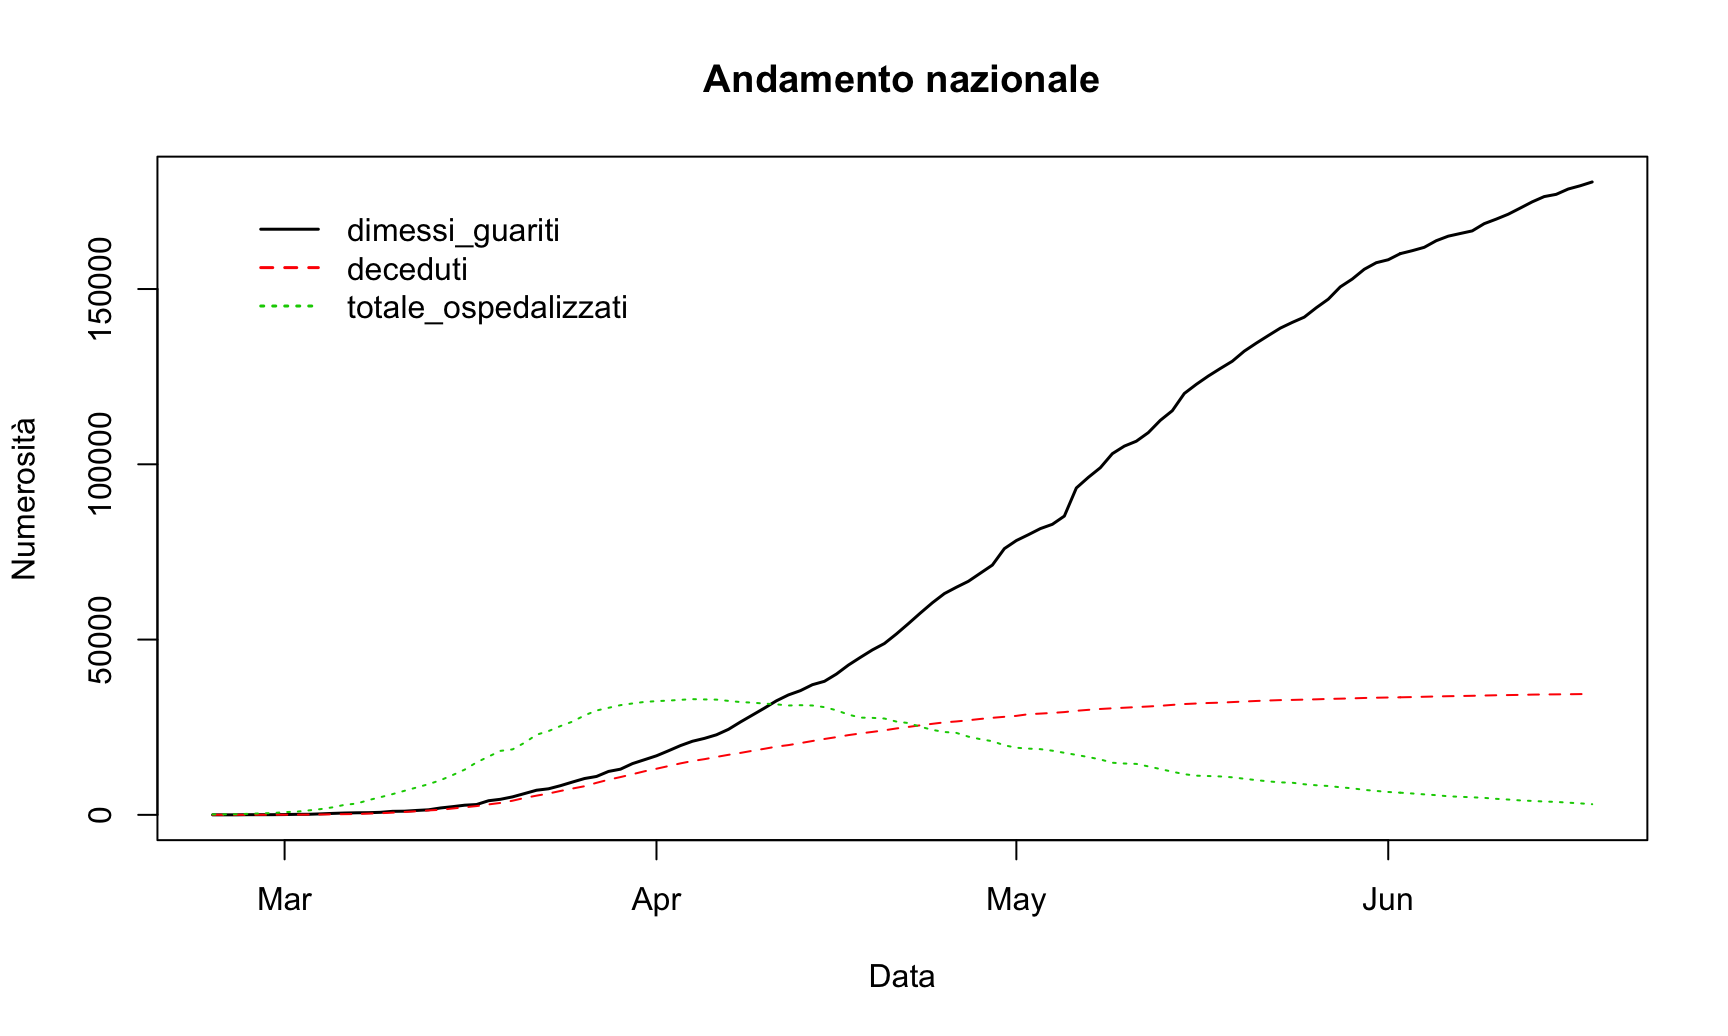 Andamento nazionale
dimessi_guariti
deceduti
totale_ospedalizzati
Numerosità
150000
100000
50000
0
Mar Apr May Jun
Data